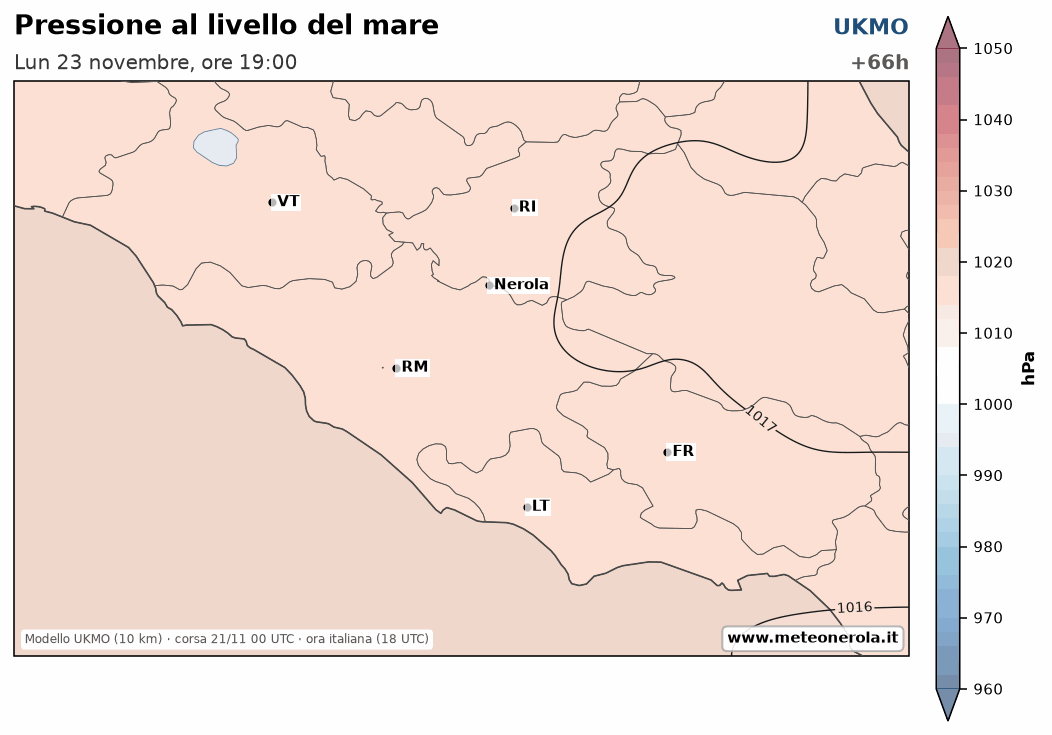 Pressione al livello del mare
UKMO
Lun 23 novembre, ore 19:00
+66h
1050
1040
1030
1020
1010
1000
990
980
970
960
hPa
VT
RI
Nerola
RM
1017
FR
LT
1016
Modello UKMO (10 km) · corsa 21/11 00 UTC · ora italiana (18 UTC)
www.meteonerola.it